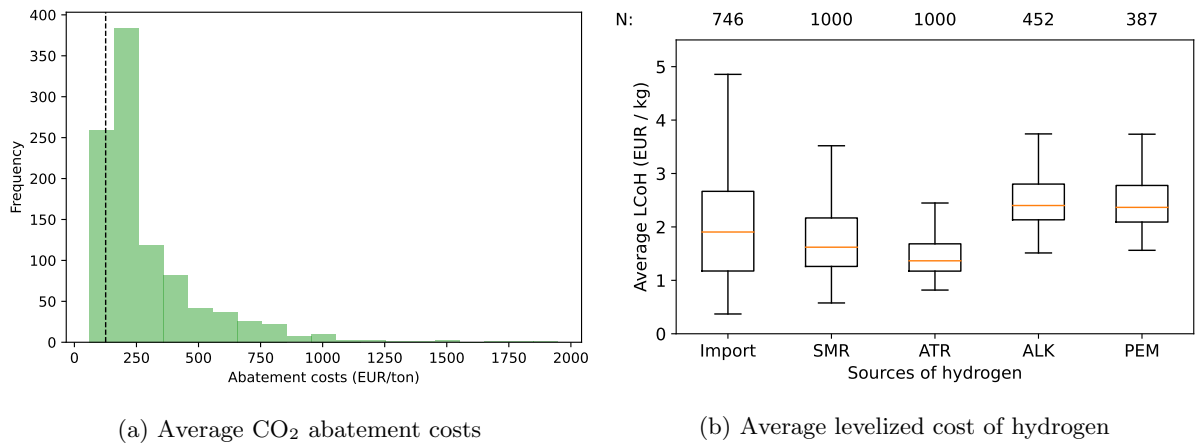 400
350
300
250
200
150
100
50
0
Frequency
0 250 500 750 1000 1250 1500 1750 2000
Abatement costs (EUR/ton)
(a) Average CO₂ abatement costs
N: 746 1000 1000 452 387
5
4
3
2
1
0
Average LCoH (EUR / kg)
Import SMR ATR ALK PEM
Sources of hydrogen
(b) Average levelized cost of hydrogen